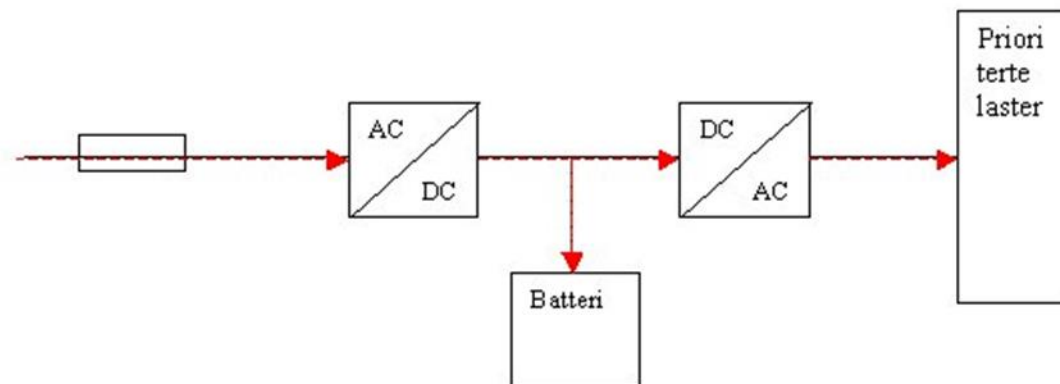 AC
DC
DC
AC
Priori
terte
laster
Batteri